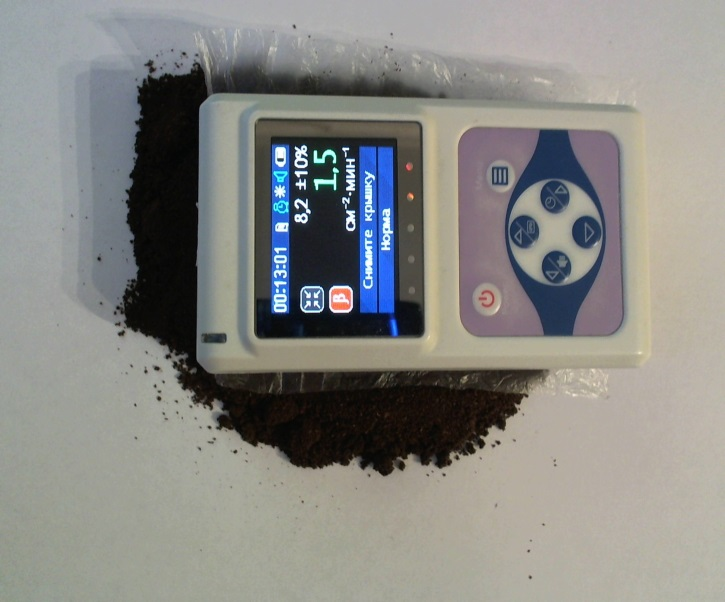 00:13:01
8,2 ±10%
1,5
β
см⁻²·мин⁻¹
Снимите крышку
Норма